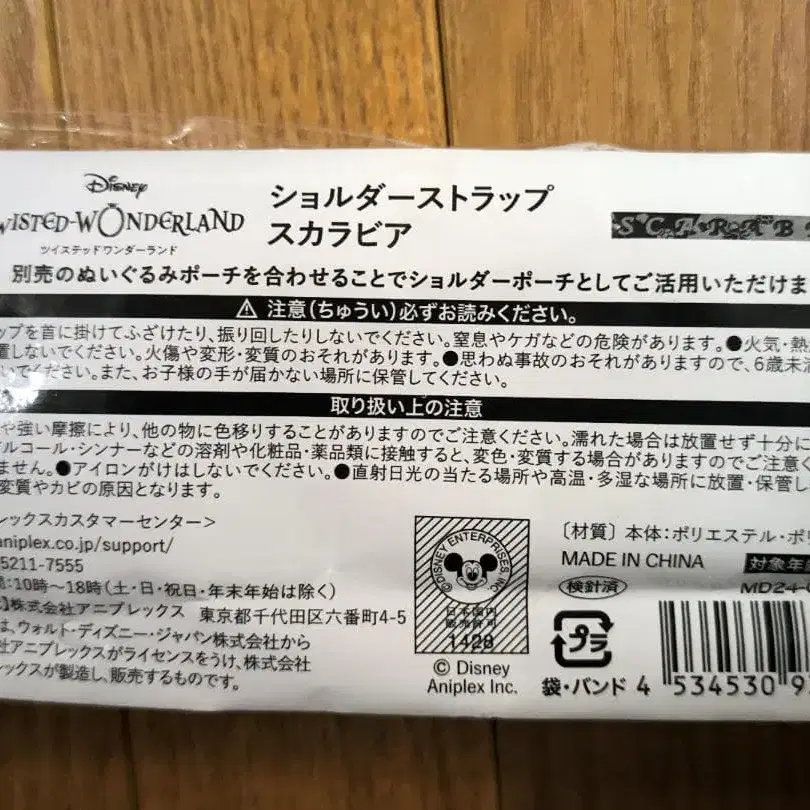 Disney
WISTED-WONDERLAND
ツイステッドワンダーランド
ショルダーストラップ
スカラビア
SCARAB
別売のぬいぐるみポーチを合わせることでショルダーポーチとしてご活用いただけま
⚠ 注意(ちゅうい)必ずお読みください。
ップを首に掛けてふざけたり、振り回したりしないでください。窒息やケガなどの危険があります。●火気・熱
置しないでください。火傷や変形・変質のおそれがあります。●思わぬ事故のおそれがありますので、6歳未満
いでください。また、お子様の手が届かない場所に保管してください。
取り扱い上の注意
や強い摩擦により、他の物に色移りすることがありますのでご注意ください。濡れた場合は放置せず十分に
ルコール・シンナーなどの溶剤や化粧品・薬品類に接触すると、変色・変質する場合がありますのでご注意く
ません。●アイロンがけはしないでください。●直射日光の当たる場所や高温・多湿な場所に放置・保管し
変質やカビの原因となります。
レックスカスタマーセンター>
aniplex.co.jp/support/
5211-7555
:10時〜18時(土・日・祝日・年末年始は除く)
株式会社アニプレックス 東京都千代田区六番町4-5
は、ウォルト・ディズニー・ジャパン株式会社から
社アニプレックスがライセンスをうけ、株式会社
レックスが製造し、販売するものです。
©DISNEY ENTERPRISES
日本国内
販売許可
1428
© Disney
Aniplex Inc.
〔材質〕 本体:ポリエステル・ポリ
MADE IN CHINA
対象年
検針済
MD24-
プラ
袋・バンド
4 534530 9